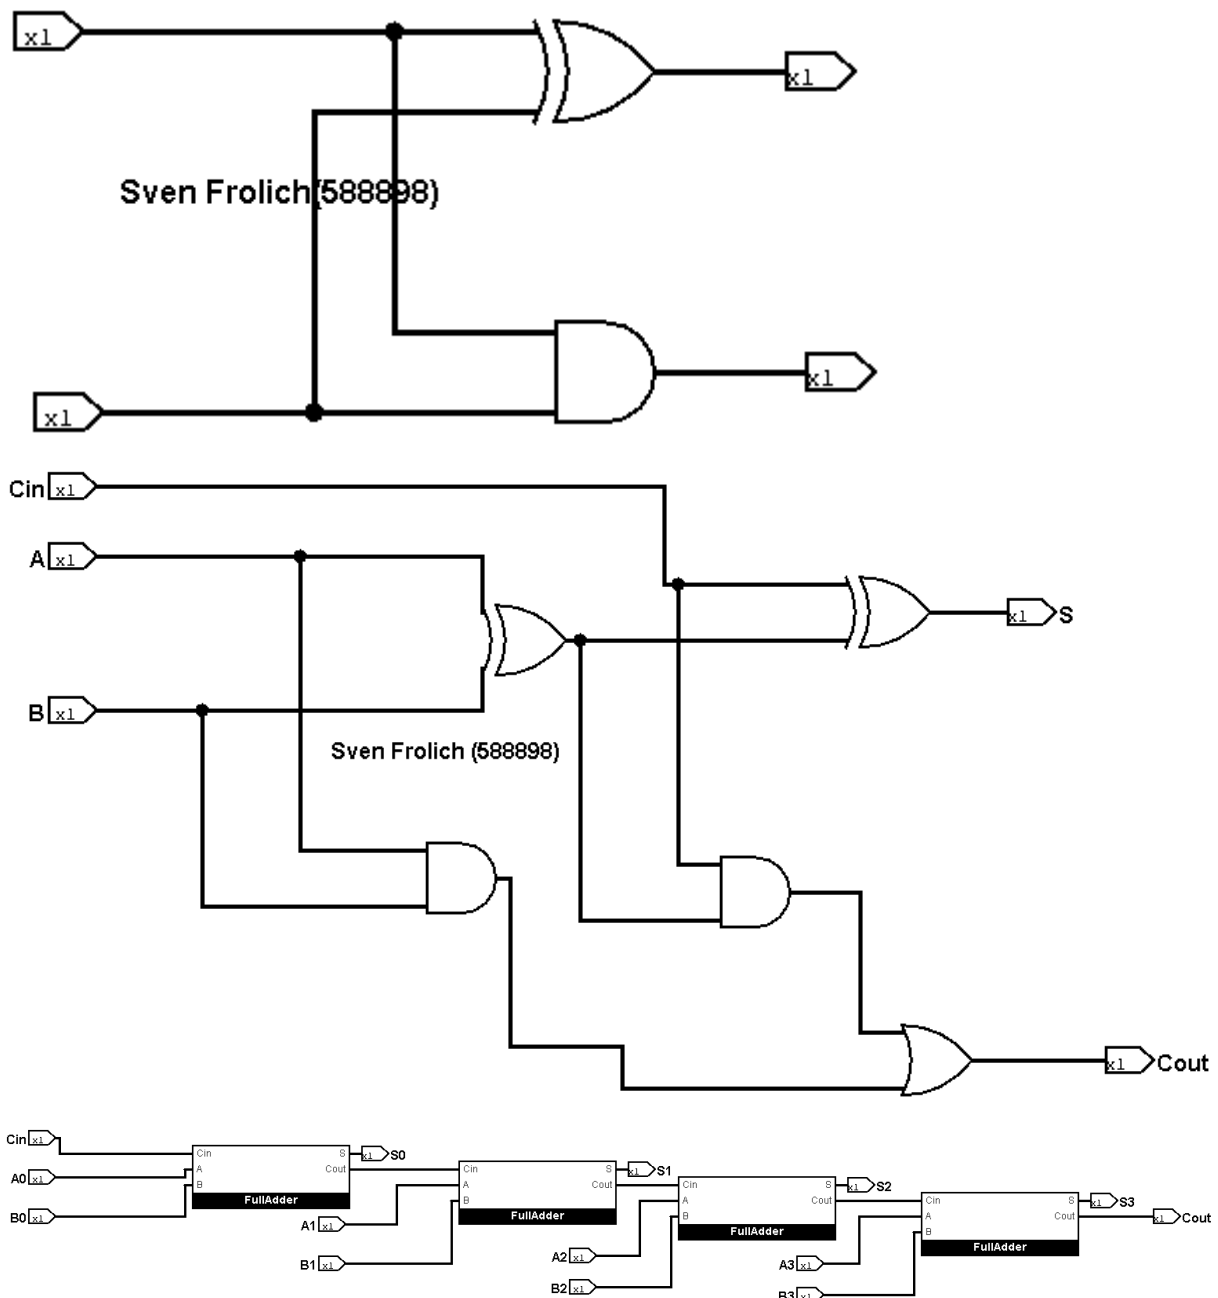 x1
x1
Sven Frolich(588898)
x1
x1
Cin x1
A x1
x1 S
B x1
Sven Frolich (588898)
x1 Cout
Cin x1
Cin S x1 S0
A0 x1 A Cout
B
FullAdder
B0 x1
Cin S x1 S1
A Cout
B
FullAdder
A1 x1
B1 x1
Cin S x1 S2
A Cout
B
FullAdder
A2 x1
B2 x1
Cin S x1 S3
A Cout x1 Cout
B
FullAdder
A3 x1
B3 x1